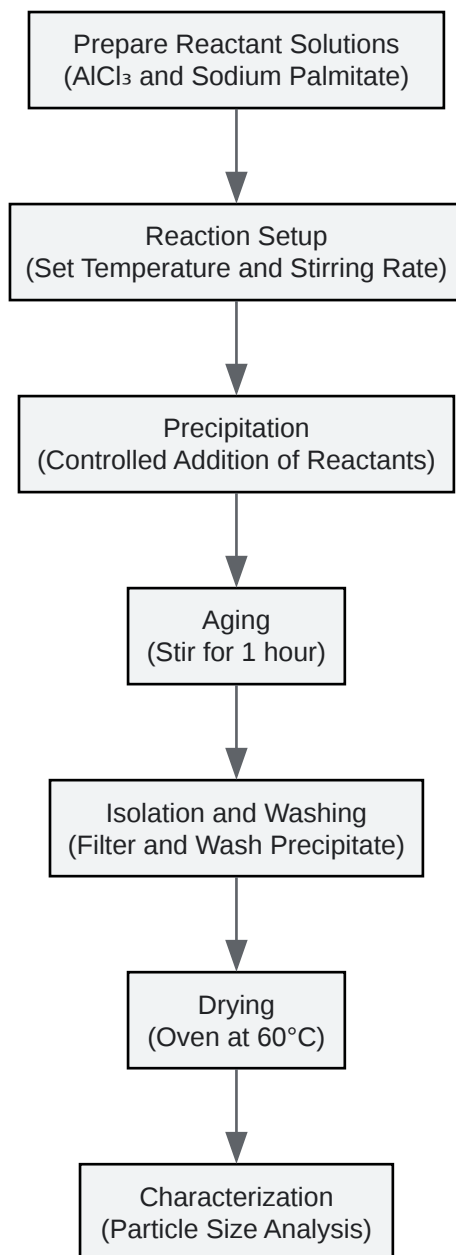 Prepare Reactant Solutions
(AlCl₃ and Sodium Palmitate)
Reaction Setup
(Set Temperature and Stirring Rate)
Precipitation
(Controlled Addition of Reactants)
Aging
(Stir for 1 hour)
Isolation and Washing
(Filter and Wash Precipitate)
Drying
(Oven at 60°C)
Characterization
(Particle Size Analysis)